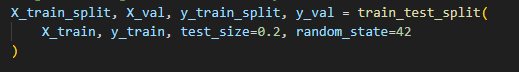 X_train_split, X_val, y_train_split, y_val = train_test_split(
    X_train, y_train, test_size=0.2, random_state=42
)